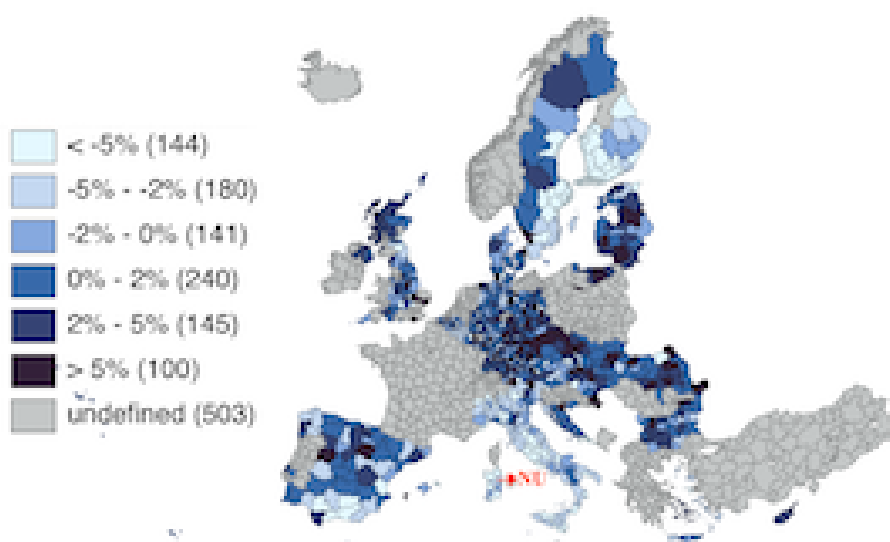 < -5% (144)
-5% - -2% (180)
-2% - 0% (141)
0% - 2% (240)
2% - 5% (145)
> 5% (100)
undefined (503)
NU